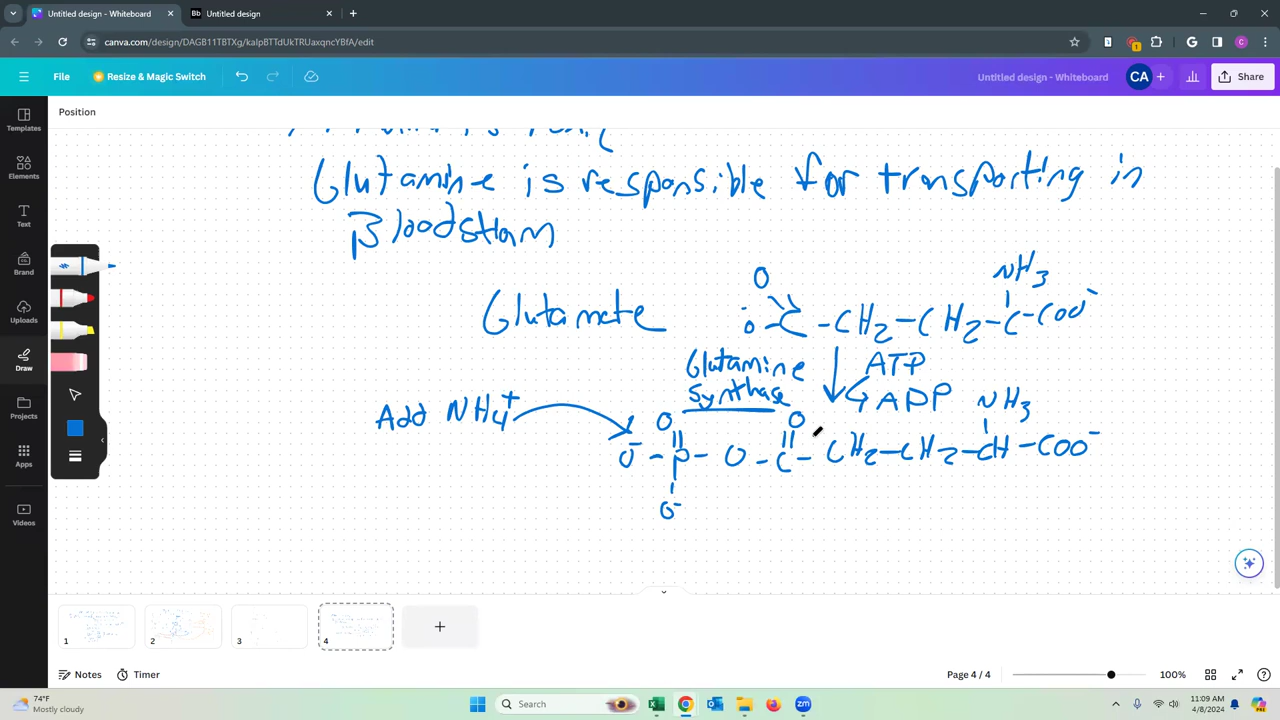 Untitled design - Whiteboard
Untitled design
canva.com/design/DAGB11TBTXg/kaIpBTTdUkTRUaxqncYBfA/edit
File
Resize & Magic Switch
Untitled design - Whiteboard
CA
Share
Position
Templates
Elements
Text
Brand
Uploads
Draw
Projects
Apps
Videos
Glutamine is responsible for transporting in
Bloodstram
NH3
O
Glutamate
O - C - CH2 - CH2 - C - COO-
Glutamine
Synthase
ATP
ADP
NH3
Add NH4+
O
O
O- - P - O - C - CH2 - CH2 - CH - COO-
O-
1
2
3
4
Notes
Timer
Page 4 / 4
100%
74°F
Mostly cloudy
Search
11:09 AM
4/8/2024